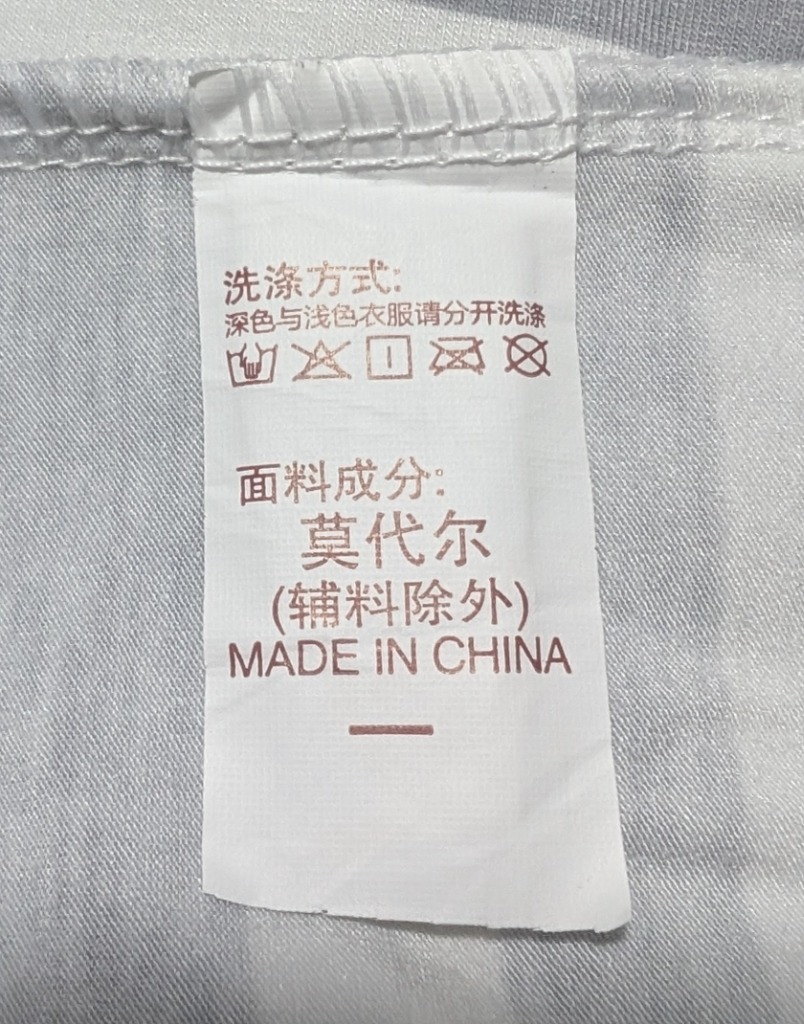 洗涤方式:
深色与浅色衣服请分开洗涤
面料成分:
莫代尔
(辅料除外)
MADE IN CHINA